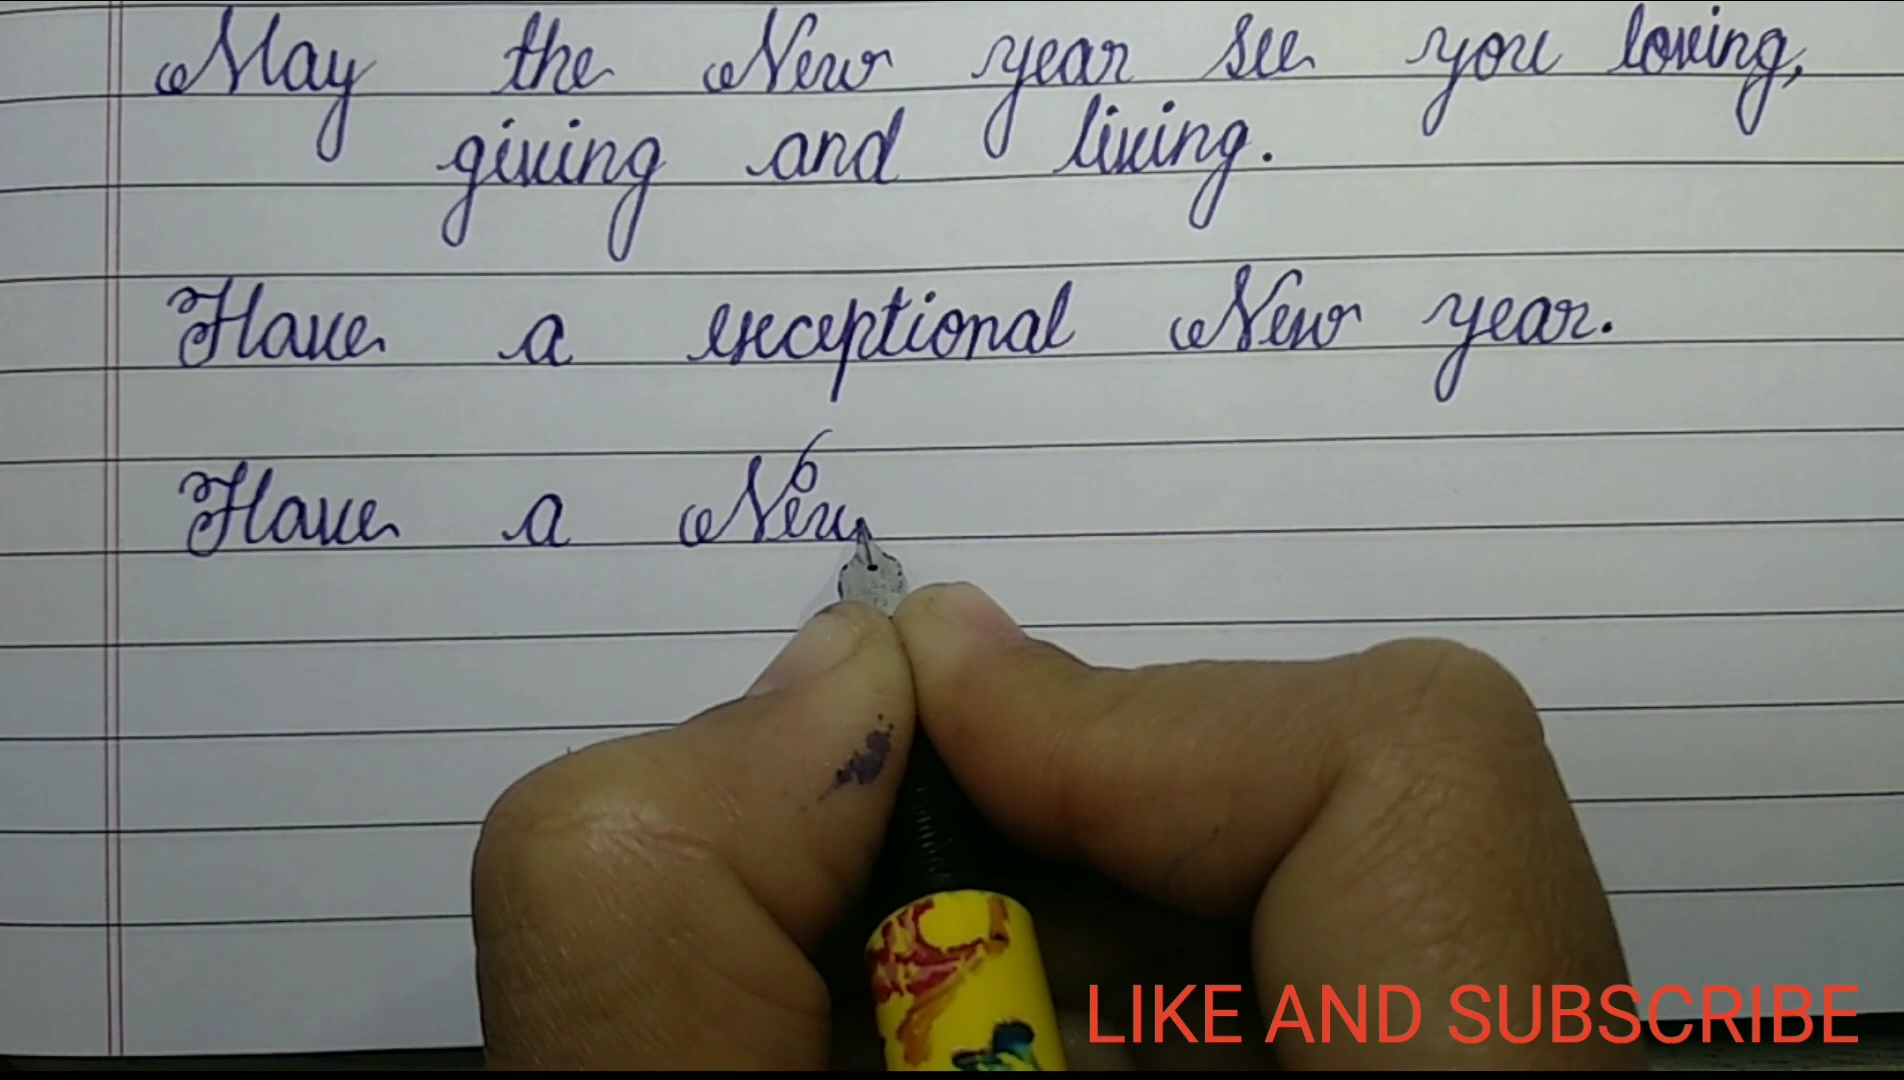 May the New year see you loving,
giving and living.
Have a exceptional New year.
Have a New
LIKE AND SUBSCRIBE